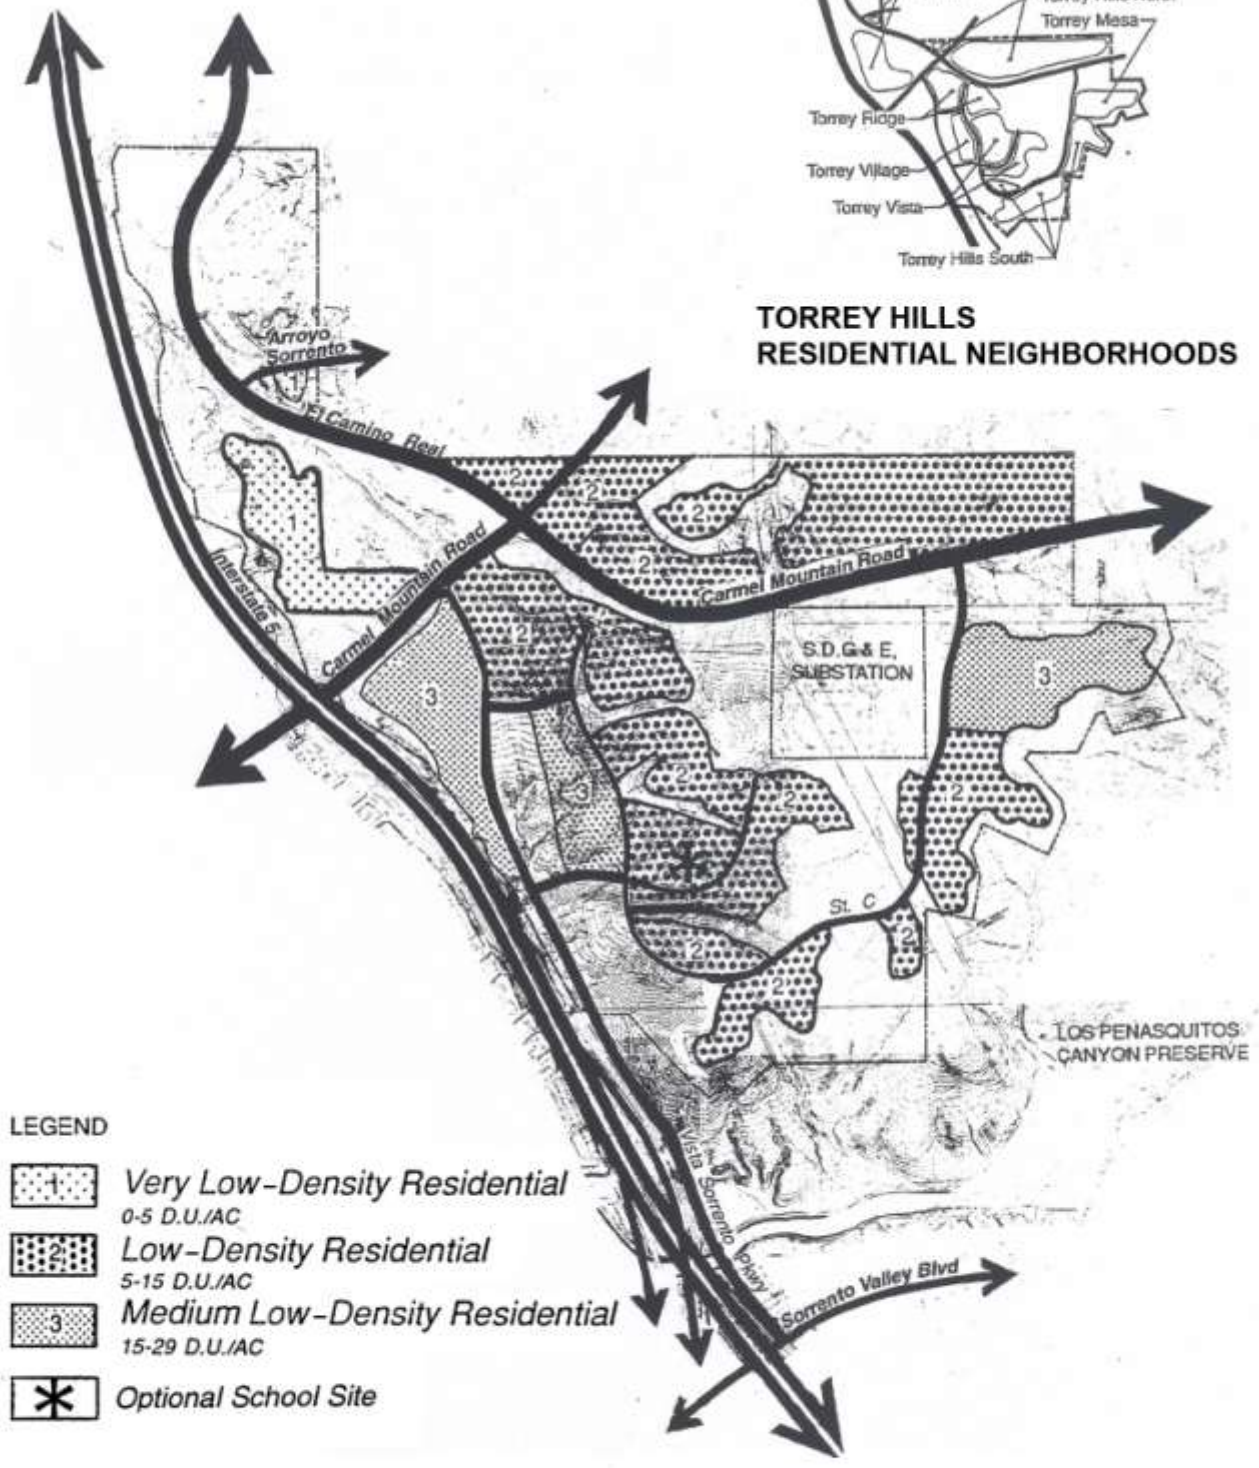 Torrey Mesa
Torrey Ridge
Torrey Village
Torrey Vista
Torrey Hills South
TORREY HILLS
RESIDENTIAL NEIGHBORHOODS
Arroyo
Sorrento
1
El Camino Real
2
2
2
1
2
Carmel Mountain Road
Carmel Mountain Road
Interstate 5
2
S.D.G & E,
SUBSTATION
3
3
2
3
2
2
St. C
2
2
2
LOS PENASQUITOS
CANYON PRESERVE
Vista Sorrento Pkwy
Sorrento Valley Blvd
LEGEND
1
Very Low-Density Residential
0-5 D.U./AC
2
Low-Density Residential
5-15 D.U./AC
3
Medium Low-Density Residential
15-29 D.U./AC
Optional School Site